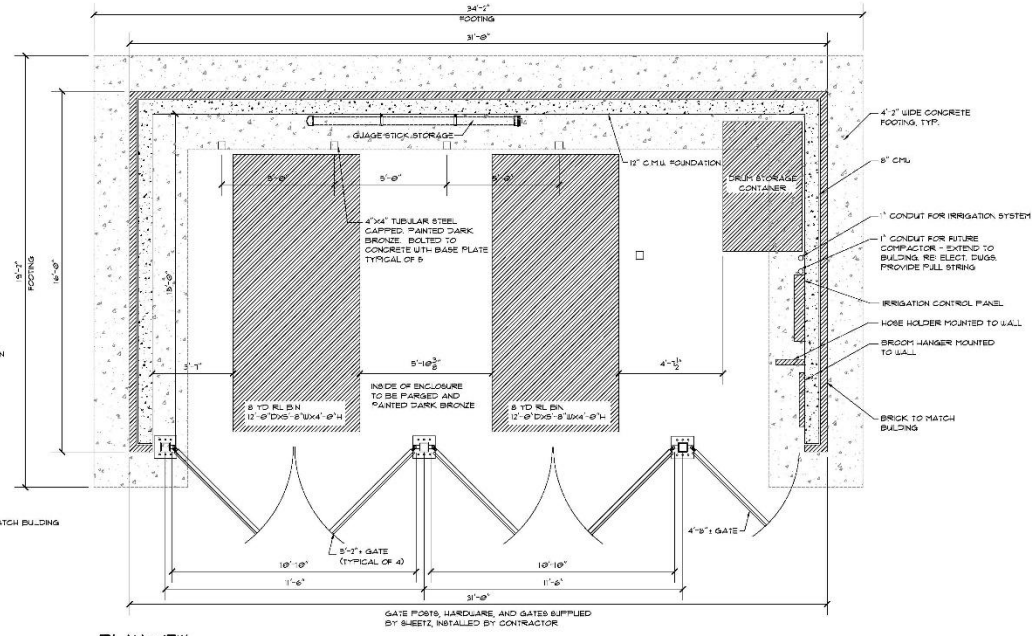 34'-2"
FOOTING
31'-0"
FOOTING
16'-0"
GUAGE STICK STORAGE
12" C.M.U. FOUNDATION
DRUM STORAGE
CONTAINER
4'-2" WIDE CONCRETE
FOOTING, TYP.
8" CMU
1" CONDUIT FOR IRRIGATION SYSTEM
1" CONDUIT FOR FUTURE
COMPACTOR - EXTEND TO
BUILDING. RE: ELECT. DWGS.
PROVIDE PULL STRING
IRRIGATION CONTROL PANEL
HOSE HOLDER MOUNTED TO WALL
BROOM HANGER MOUNTED
TO WALL
BRICK TO MATCH
BUILDING
5'-0"
5'-0"
5'-0"
4"X4" TUBULAR STEEL
CAPPED, PAINTED DARK
BRONZE. BOLTED TO
CONCRETE WITH BASE PLATE
TYPICAL OF 5
3'-7"
5'-10 3/8"
4'-7 1/2"
INSIDE OF ENCLOSURE
TO BE PARGED AND
PAINTED DARK BRONZE
8 YD RL BIN
12'-0"DX5'-8"WX4'-0"H
8 YD RL BIN
12'-0"DX5'-8"WX4'-0"H
ATCH BUILDING
5'-2"± GATE
(TYPICAL OF 4)
4'-8"± GATE
10'-10"
10'-10"
11'-6"
11'-6"
31'-0"
GATE POSTS, HARDWARE, AND GATES SUPPLIED
BY SHEETZ, INSTALLED BY CONTRACTOR